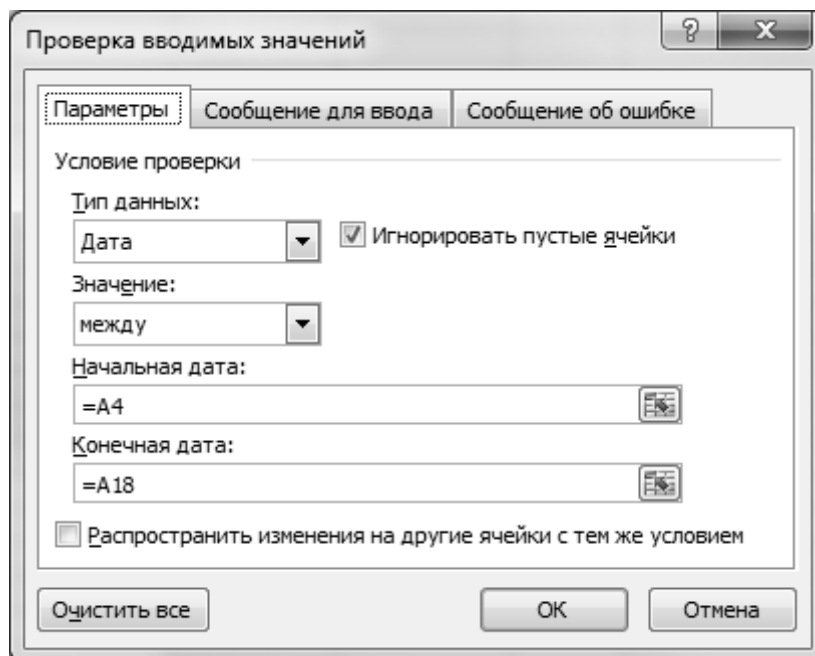 Проверка вводимых значений
Параметры Сообщение для ввода Сообщение об ошибке
Условие проверки
Тип данных:
Дата Игнорировать пустые ячейки
Значение:
между
Начальная дата:
=A4
Конечная дата:
=A18
Распространить изменения на другие ячейки с тем же условием
Очистить все ОК Отмена